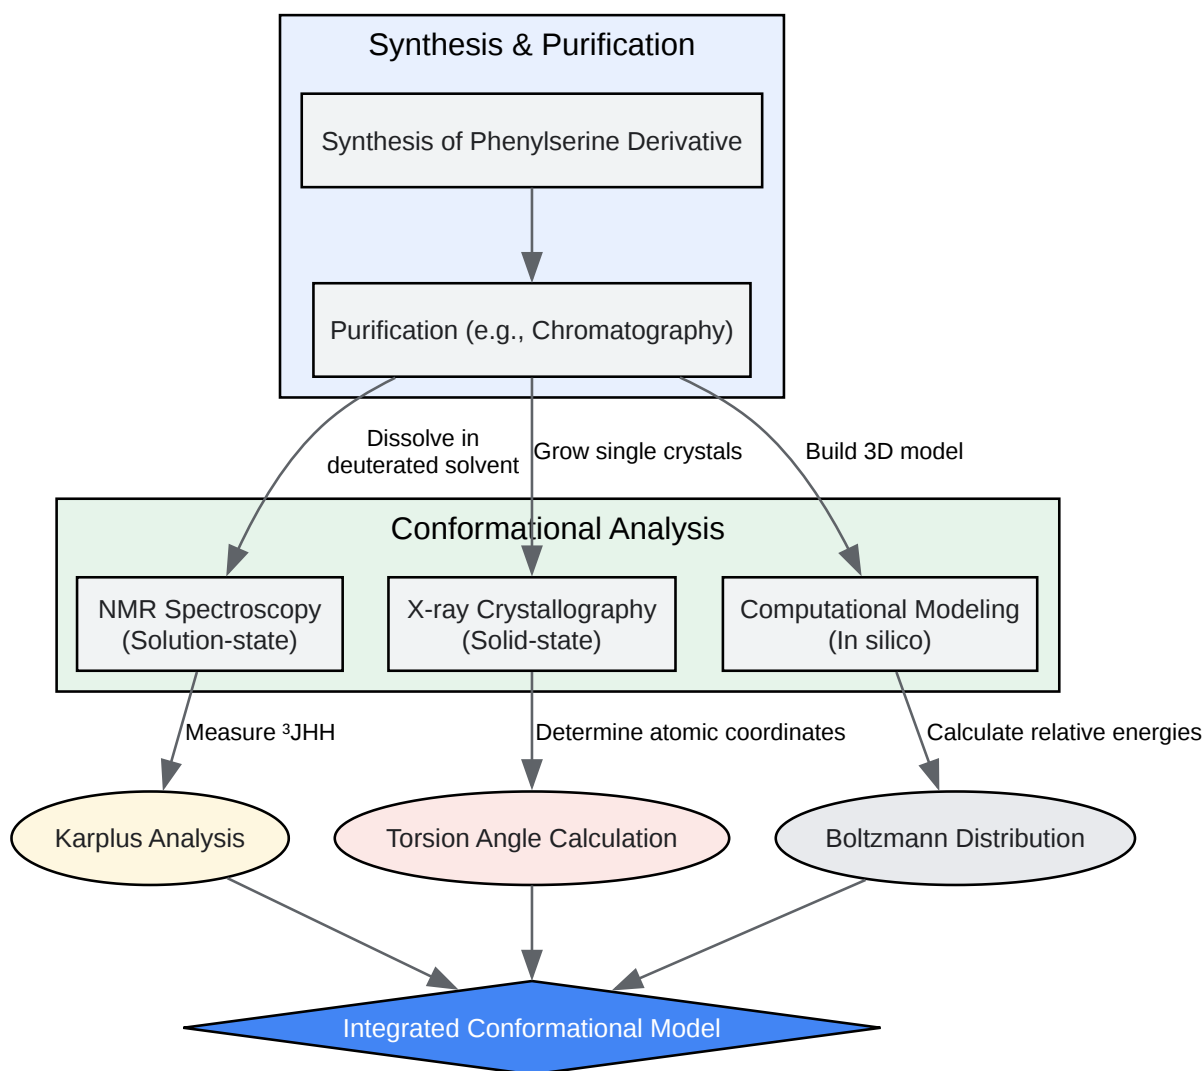 Synthesis & Purification
Synthesis of Phenylserine Derivative
Purification (e.g., Chromatography)
Dissolve in
deuterated solvent
Grow single crystals
Build 3D model
Conformational Analysis
NMR Spectroscopy
(Solution-state)
X-ray Crystallography
(Solid-state)
Computational Modeling
(In silico)
Measure ³JHH
Determine atomic coordinates
Calculate relative energies
Karplus Analysis
Torsion Angle Calculation
Boltzmann Distribution
Integrated Conformational Model